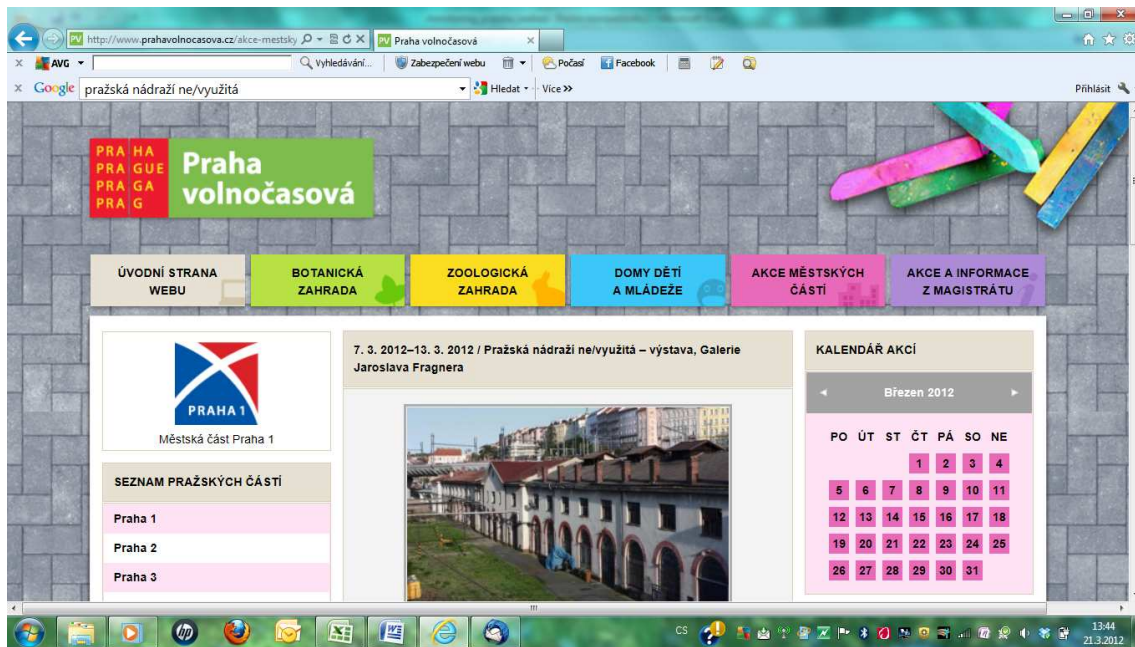 http://www.prahavolnocasova.cz/akce-mestsky
PV Praha volnočasová
AVG
Vyhledávání...
Zabezpečení webu
Počasí
Facebook
Google
pražská nádraží ne/využitá
Hledat
Více »
Přihlásit
PRA HA
PRA GUE
PRA GA
PRA G
Praha
volnočasová
ÚVODNÍ STRANA
WEBU
BOTANICKÁ
ZAHRADA
ZOOLOGICKÁ
ZAHRADA
DOMY DĚTÍ
A MLÁDEŽE
AKCE MĚSTSKÝCH
ČÁSTÍ
AKCE A INFORMACE
Z MAGISTRÁTU
PRAHA 1
Městská část Praha 1
SEZNAM PRAŽSKÝCH ČÁSTÍ
Praha 1
Praha 2
Praha 3
7. 3. 2012–13. 3. 2012 / Pražská nádraží ne/využitá – výstava, Galerie
Jaroslava Fragnera
KALENDÁŘ AKCÍ
Březen 2012
PO ÚT ST ČT PÁ SO NE
1 2 3 4
5 6 7 8 9 10 11
12 13 14 15 16 17 18
19 20 21 22 23 24 25
26 27 28 29 30 31
CS
13:44
21.3.2012